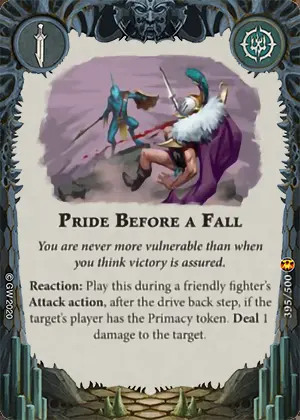 PRIDE BEFORE A FALL
You are never more vulnerable than when
you think victory is assured.
Reaction: Play this during a friendly fighter's
Attack action, after the drive back step, if the
target's player has the Primacy token. Deal 1
damage to the target.
© GW 2020
395/500